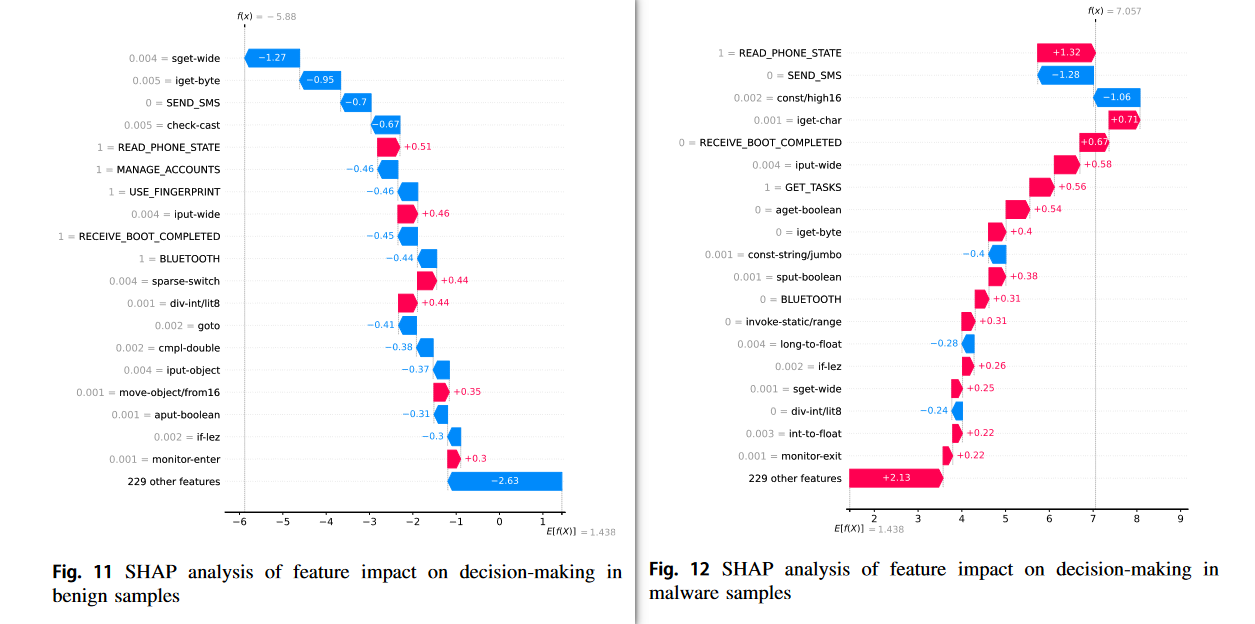 f(x) = −5.88
0.004 = sget-wide −1.27
0.005 = iget-byte −0.95
0 = SEND_SMS −0.7
0.005 = check-cast −0.67
1 = READ_PHONE_STATE +0.51
1 = MANAGE_ACCOUNTS −0.46
1 = USE_FINGERPRINT −0.46
0.004 = iput-wide +0.46
1 = RECEIVE_BOOT_COMPLETED −0.45
1 = BLUETOOTH −0.44
0.004 = sparse-switch +0.44
0.001 = div-int/lit8 +0.44
0.002 = goto −0.41
0.002 = cmpl-double −0.38
0.004 = iput-object −0.37
0.001 = move-object/from16 +0.35
0.001 = aput-boolean −0.31
0.002 = if-lez −0.3
0.001 = monitor-enter +0.3
229 other features −2.63
−6 −5 −4 −3 −2 −1 0 1
E[f(X)] = 1.438
Fig. 11 SHAP analysis of feature impact on decision-making in
benign samples
f(x) = 7.057
1 = READ_PHONE_STATE +1.32
0 = SEND_SMS −1.28
0.002 = const/high16 −1.06
0.001 = iget-char +0.71
0 = RECEIVE_BOOT_COMPLETED +0.67
0.004 = iput-wide +0.58
1 = GET_TASKS +0.56
0 = aget-boolean +0.54
0 = iget-byte +0.4
0.001 = const-string/jumbo −0.4
0.001 = sput-boolean +0.38
0 = BLUETOOTH +0.31
0 = invoke-static/range +0.31
0.004 = long-to-float −0.28
0.002 = if-lez +0.26
0.001 = sget-wide +0.25
0 = div-int/lit8 −0.24
0.003 = int-to-float +0.22
0.001 = monitor-exit +0.22
229 other features +2.13
2 3 4 5 6 7 8 9
E[f(X)] = 1.438
Fig. 12 SHAP analysis of feature impact on decision-making in
malware samples